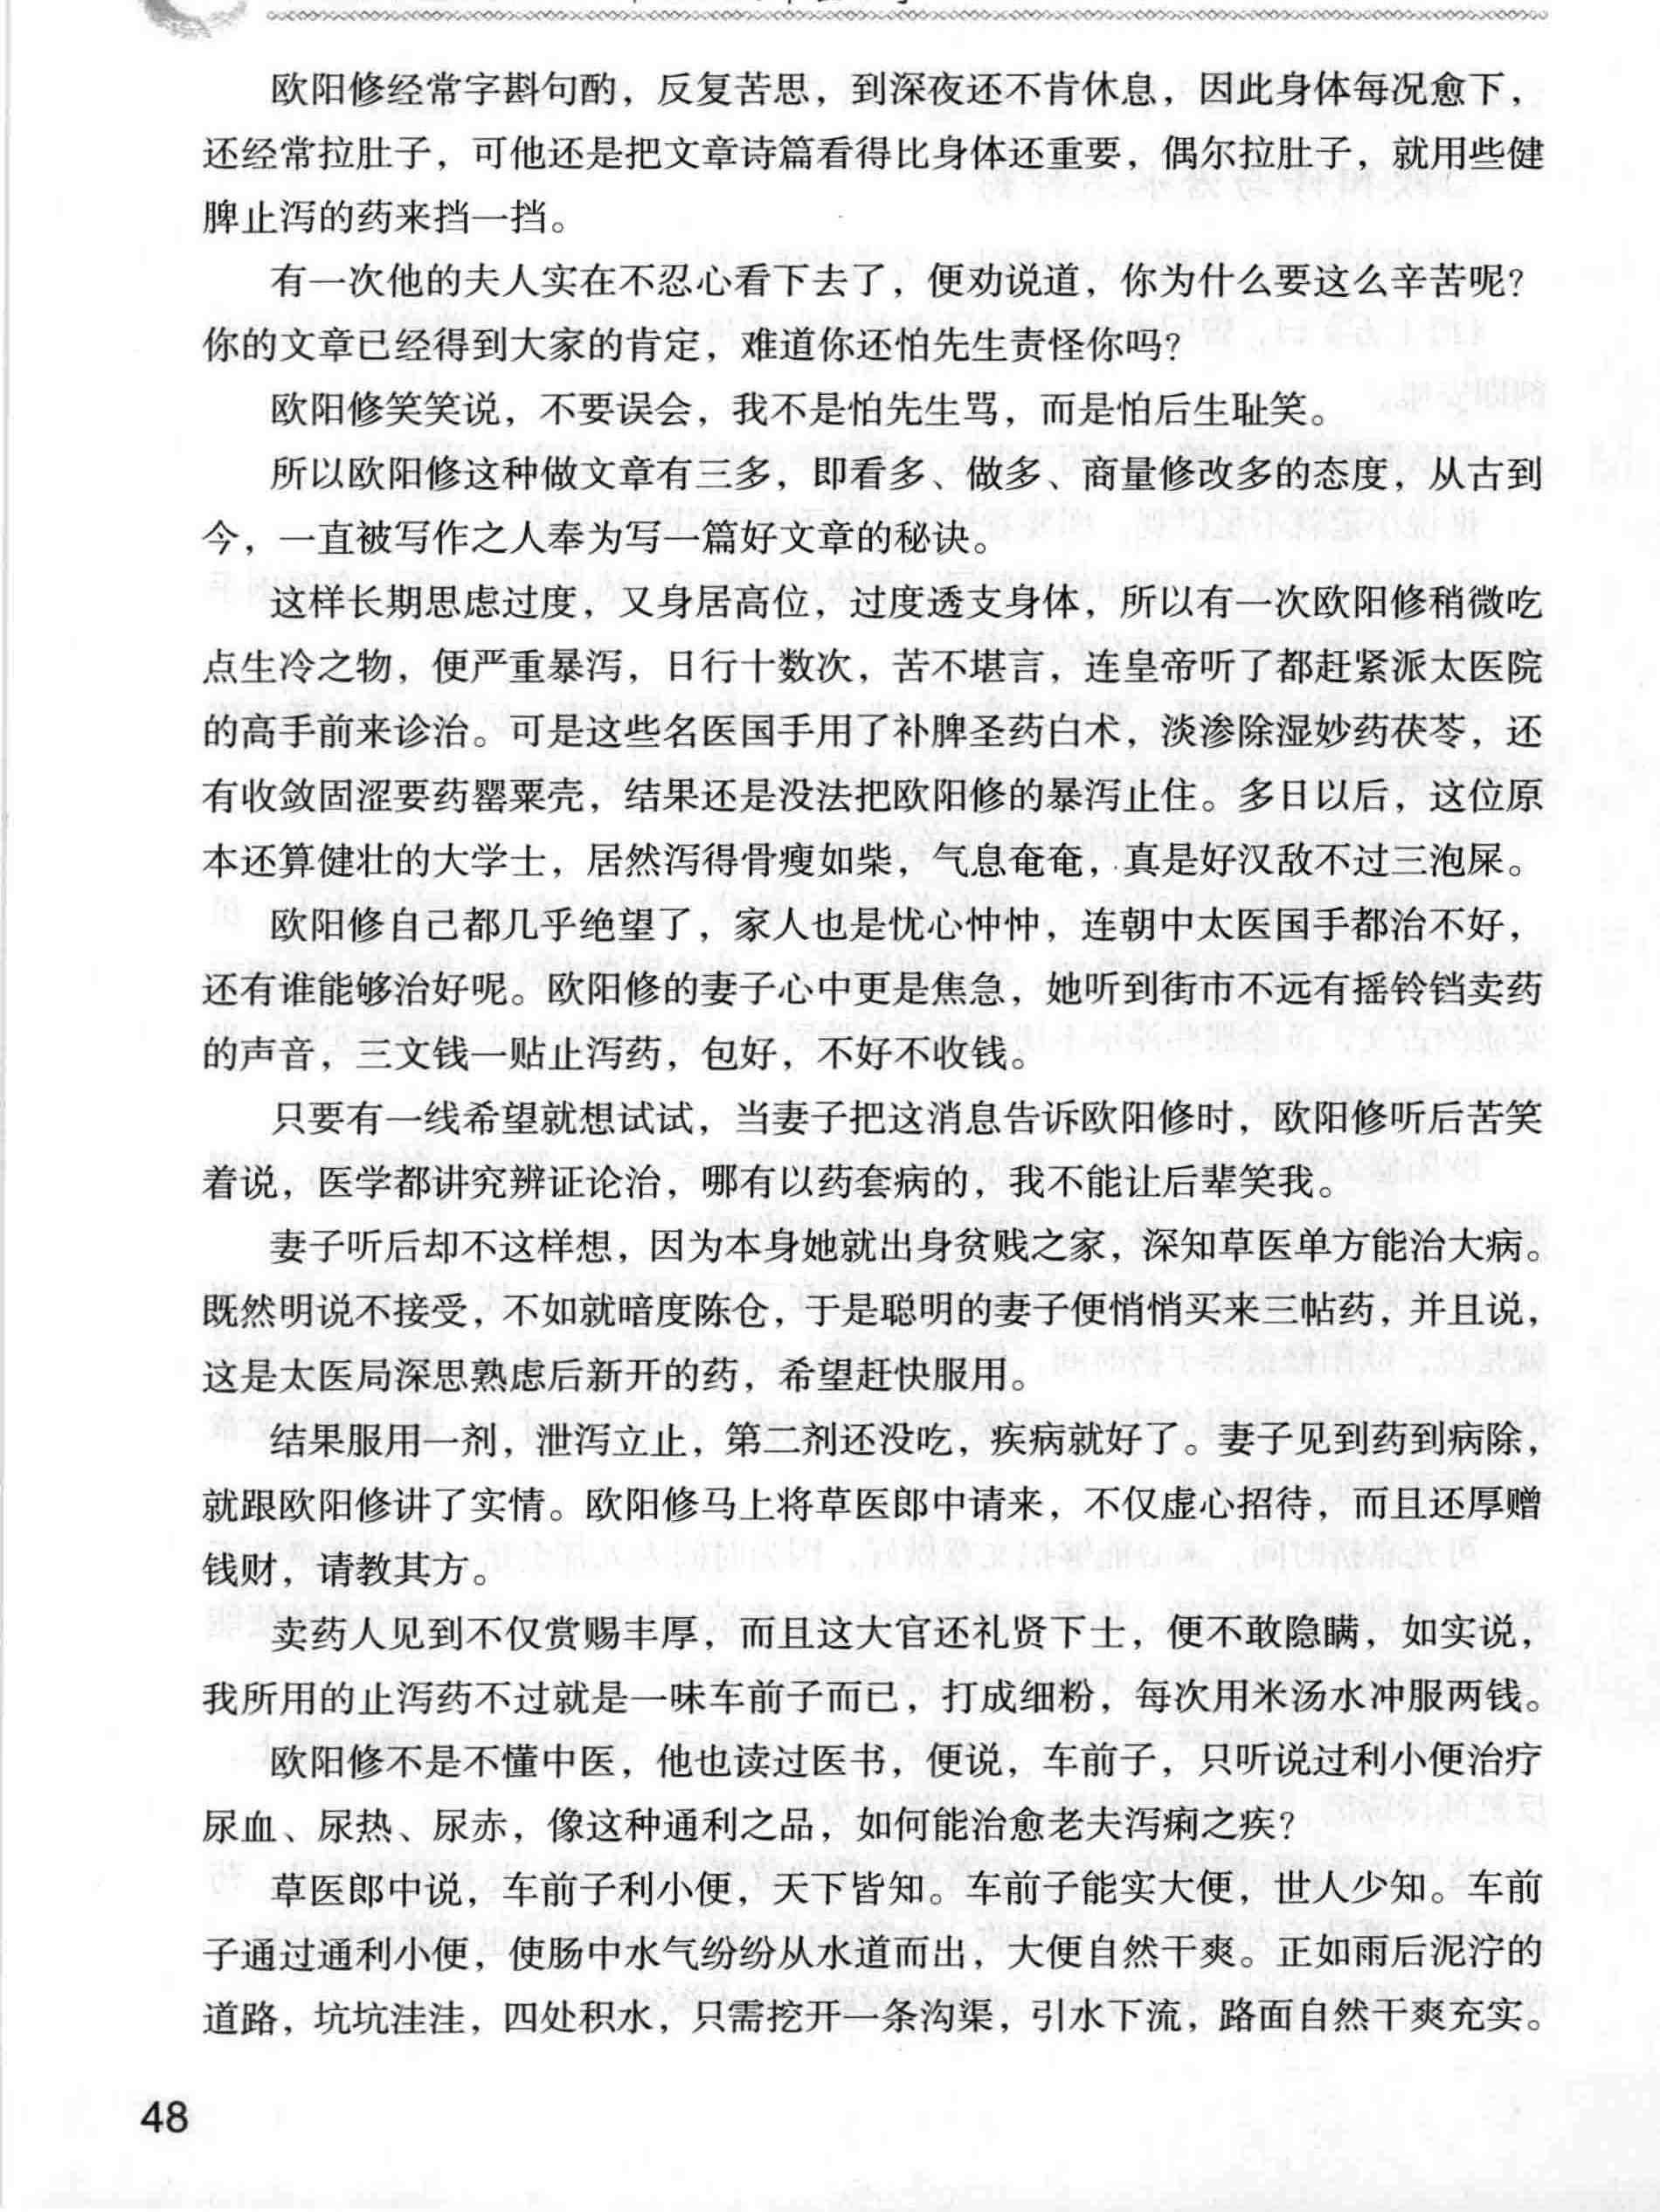 欧阳修经常字斟句酌，反复苦思，到深夜还不肯休息，因此身体每况愈下，
还经常拉肚子，可他还是把文章诗篇看得比身体还重要，偶尔拉肚子，就用些健
脾止泻的药来挡一挡。
有一次他的夫人实在不忍心看下去了，便劝说道，你为什么要这么辛苦呢？
你的文章已经得到大家的肯定，难道你还怕先生责怪你吗？
欧阳修笑笑说，不要误会，我不是怕先生骂，而是怕后生耻笑。
所以欧阳修这种做文章有三多，即看多、做多、商量修改多的态度，从古到
今，一直被写作之人奉为写一篇好文章的秘诀。
这样长期思虑过度，又身居高位，过度透支身体，所以有一次欧阳修稍微吃
点生冷之物，便严重暴泻，日行十数次，苦不堪言，连皇帝听了都赶紧派太医院
的高手前来诊治。可是这些名医国手用了补脾圣药白术，淡渗除湿妙药茯苓，还
有收敛固涩要药罂粟壳，结果还是没法把欧阳修的暴泻止住。多日以后，这位原
本还算健壮的大学士，居然泻得骨瘦如柴，气息奄奄，真是好汉敌不过三泡屎。
欧阳修自己都几乎绝望了，家人也是忧心忡忡，连朝中太医国手都治不好，
还有谁能够治好呢。欧阳修的妻子心中更是焦急，她听到街市不远有摇铃铛卖药
的声音，三文钱一贴止泻药，包好，不好不收钱。
只要有一线希望就想试试，当妻子把这消息告诉欧阳修时，欧阳修听后苦笑
着说，医学都讲究辨证论治，哪有以药套病的，我不能让后辈笑我。
妻子听后却不这样想，因为本身她就出身贫贱之家，深知草医单方能治大病。
既然明说不接受，不如就暗度陈仓，于是聪明的妻子便悄悄买来三帖药，并且说，
这是太医局深思熟虑后新开的药，希望赶快服用。
结果服用一剂，泄泻立止，第二剂还没吃，疾病就好了。妻子见到药到病除，
就跟欧阳修讲了实情。欧阳修马上将草医郎中请来，不仅虚心招待，而且还厚赠
钱财，请教其方。
卖药人见到不仅赏赐丰厚，而且这大官还礼贤下士，便不敢隐瞒，如实说，
我所用的止泻药不过就是一味车前子而已，打成细粉，每次用米汤水冲服两钱。
欧阳修不是不懂中医，他也读过医书，便说，车前子，只听说过利小便治疗
尿血、尿热、尿赤，像这种通利之品，如何能治愈老夫泻痢之疾？
草医郎中说，车前子利小便，天下皆知。车前子能实大便，世人少知。车前
子通过通利小便，使肠中水气纷纷从水道而出，大便自然干爽。正如雨后泥泞的
道路，坑坑洼洼，四处积水，只需挖开一条沟渠，引水下流，路面自然干爽充实。
48